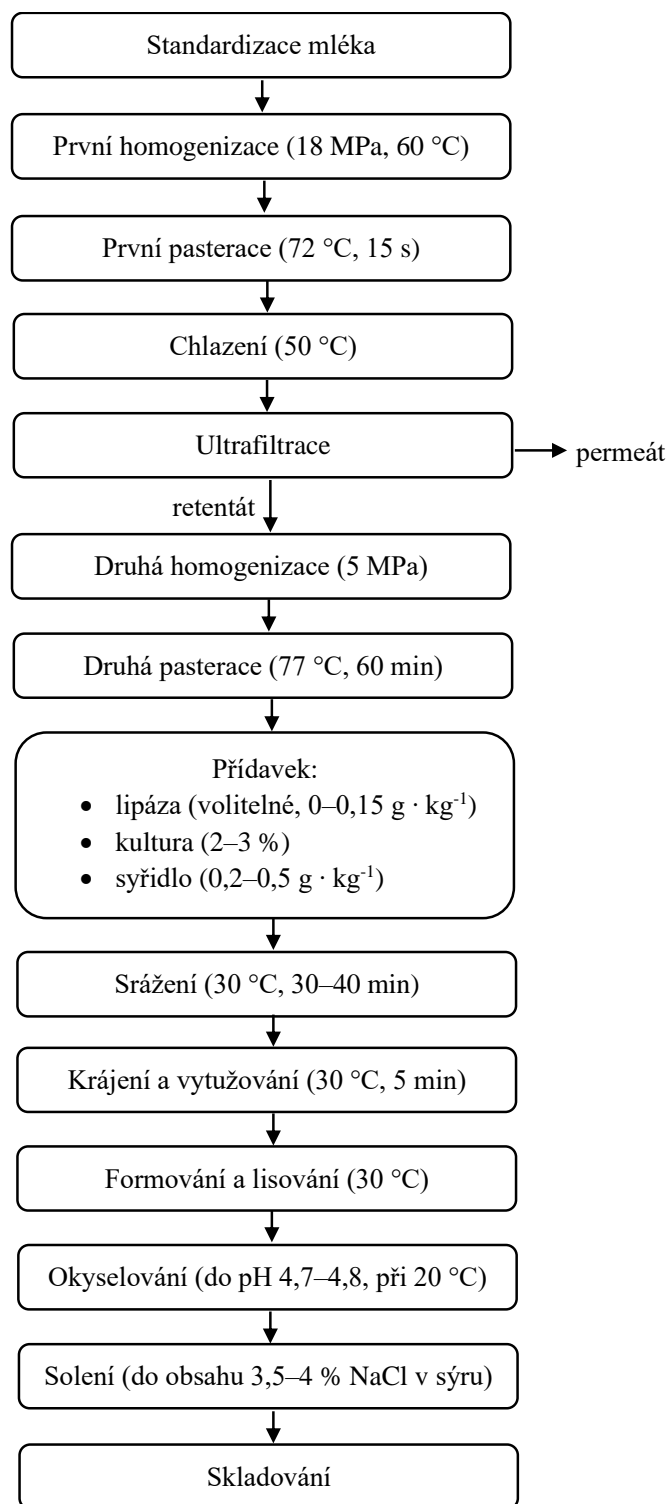 Standardizace mléka
První homogenizace (18 MPa, 60 °C)
První pasterace (72 °C, 15 s)
Chlazení (50 °C)
Ultrafiltrace
permeát
retentát
Druhá homogenizace (5 MPa)
Druhá pasterace (77 °C, 60 min)
Přídavek:
• lipáza (volitelné, 0–0,15 g · kg⁻¹)
• kultura (2–3 %)
• syřidlo (0,2–0,5 g · kg⁻¹)
Srážení (30 °C, 30–40 min)
Krájení a vytužování (30 °C, 5 min)
Formování a lisování (30 °C)
Okyselování (do pH 4,7–4,8, při 20 °C)
Solení (do obsahu 3,5–4 % NaCl v sýru)
Skladování